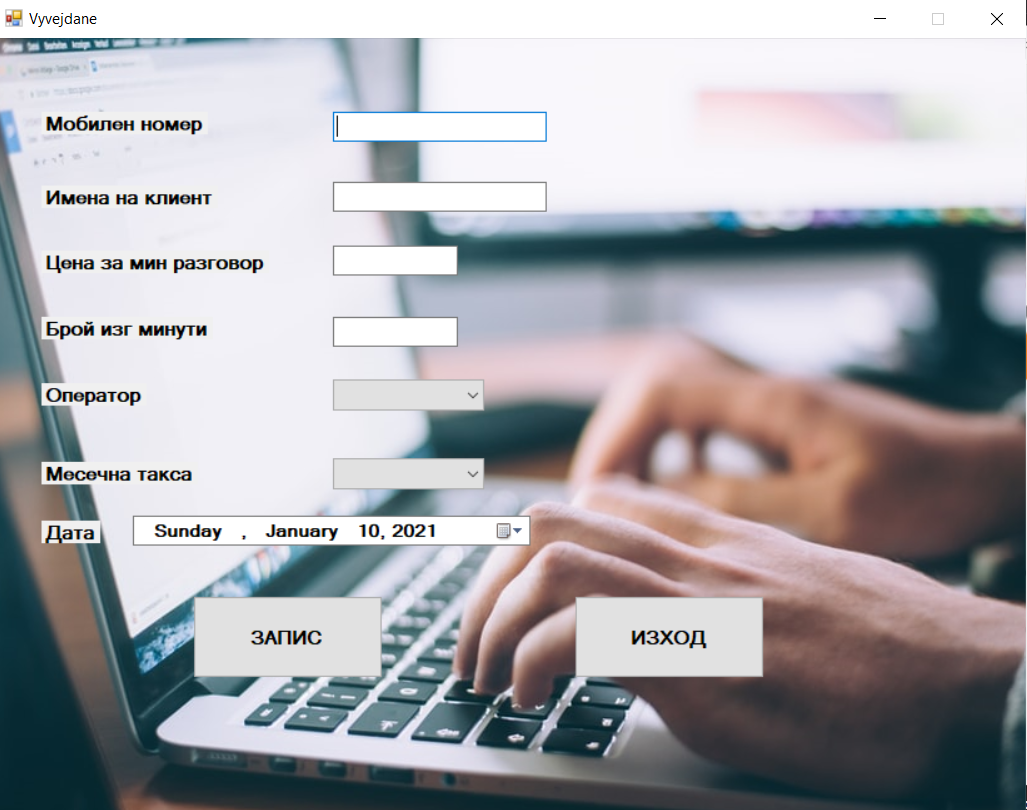 Vyvejdane
Мобилен номер
Имена на клиент
Цена за мин разговор
Брой изг минути
Оператор
Месечна такса
Дата
Sunday , January 10, 2021
ЗАПИС
ИЗХОД